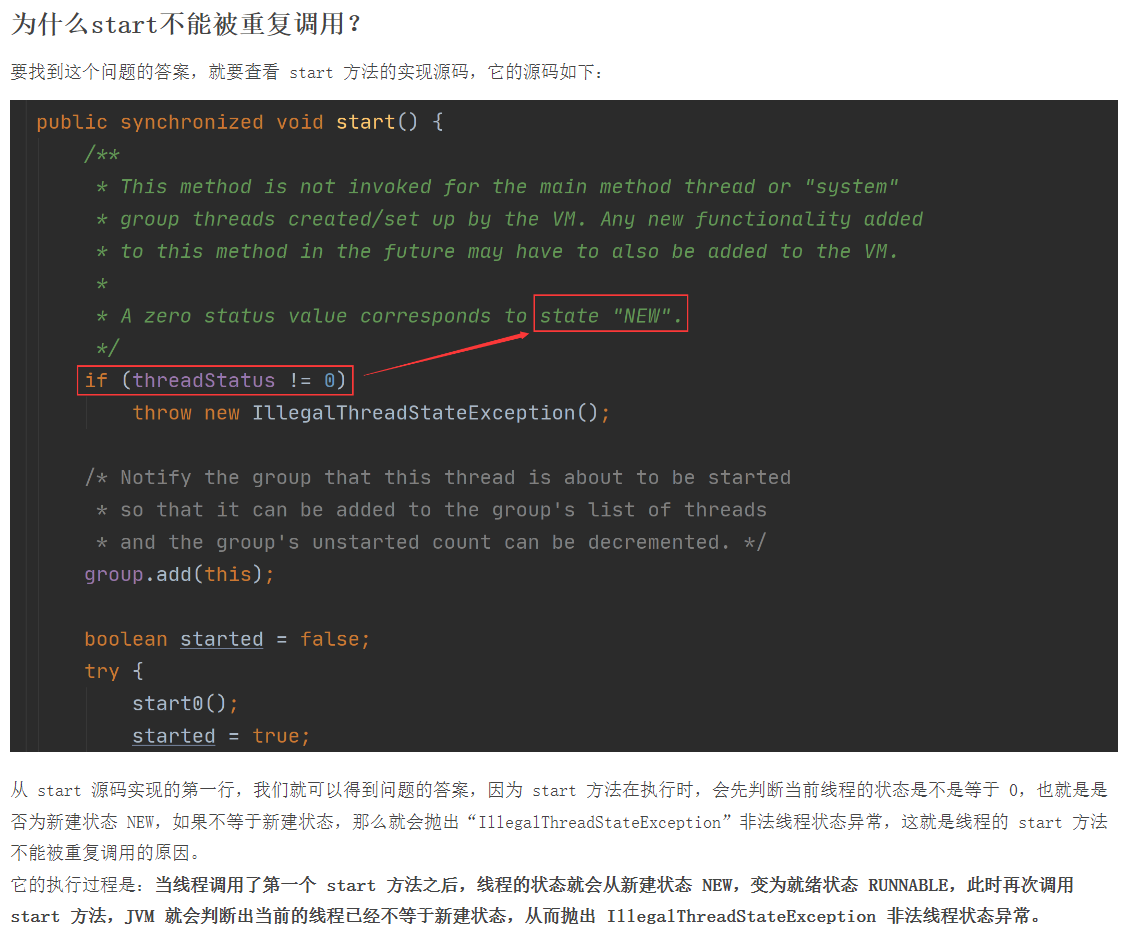 为什么start不能被重复调用？
要找到这个问题的答案，就要查看 start 方法的实现源码，它的源码如下：
public synchronized void start() {
/**
* This method is not invoked for the main method thread or "system"
* group threads created/set up by the VM. Any new functionality added
* to this method in the future may have to also be added to the VM.
*
* A zero status value corresponds to state "NEW".
*/
if (threadStatus != 0)
throw new IllegalThreadStateException();
/* Notify the group that this thread is about to be started
* so that it can be added to the group's list of threads
* and the group's unstarted count can be decremented. */
group.add(this);
boolean started = false;
try {
start0();
started = true;
从 start 源码实现的第一行，我们就可以得到问题的答案，因为 start 方法在执行时，会先判断当前线程的状态是不是等于 0，也就是是
否为新建状态 NEW，如果不等于新建状态，那么就会抛出“IllegalThreadStateException”非法线程状态异常，这就是线程的 start 方法
不能被重复调用的原因。
它的执行过程是：当线程调用了第一个 start 方法之后，线程的状态就会从新建状态 NEW，变为就绪状态 RUNNABLE，此时再次调用
start 方法，JVM 就会判断出当前的线程已经不等于新建状态，从而抛出 IllegalThreadStateException 非法线程状态异常。